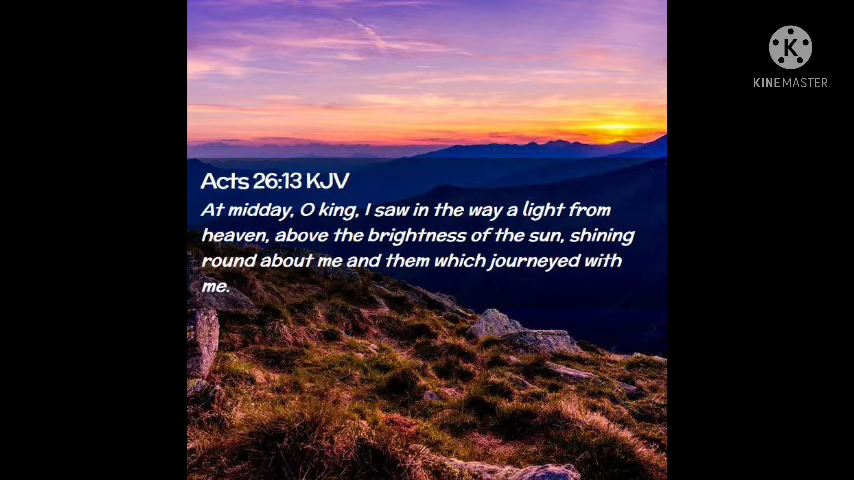 K
KINEMASTER
Acts 26:13 KJV
At midday, O king, I saw in the way a light from
heaven, above the brightness of the sun, shining
round about me and them which journeyed with
me.